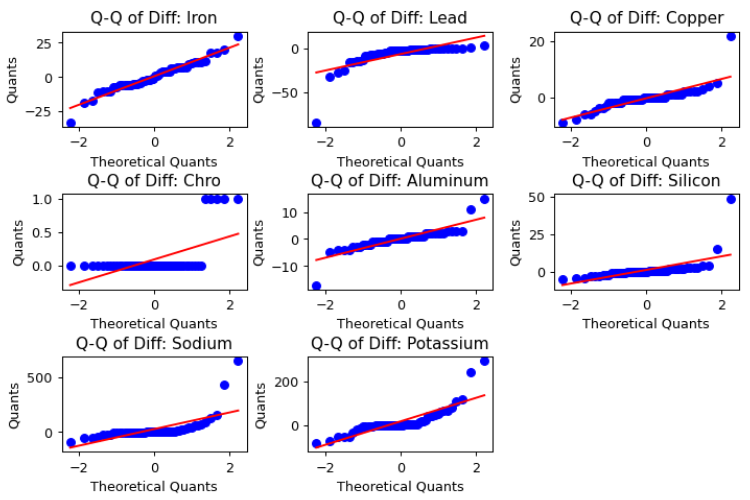 Q-Q of Diff: Iron
Quants
25
0
−25
−2
0
2
Theoretical Quants
Q-Q of Diff: Lead
Quants
0
−50
−2
0
2
Theoretical Quants
Q-Q of Diff: Copper
Quants
20
0
−2
0
2
Theoretical Quants
Q-Q of Diff: Chro
Quants
1.0
0.5
0.0
−2
0
2
Theoretical Quants
Q-Q of Diff: Aluminum
Quants
10
0
−10
−2
0
2
Theoretical Quants
Q-Q of Diff: Silicon
Quants
50
25
0
−2
0
2
Theoretical Quants
Q-Q of Diff: Sodium
Quants
500
0
−2
0
2
Theoretical Quants
Q-Q of Diff: Potassium
Quants
200
0
−2
0
2
Theoretical Quants